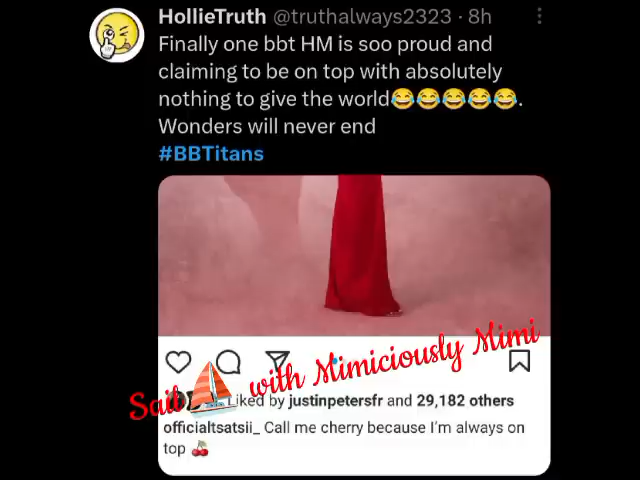 HollieTruth @truthalways2323 · 8h
Finally one bbt HM is soo proud and
claiming to be on top with absolutely
nothing to give the world😂😂😂😂😂.
Wonders will never end
#BBTitans
Sail⛵ with Mimiciously Mimi
Liked by justinpetersfr and 29,182 others
officialtsatsii_ Call me cherry because I'm always on
top 🍒